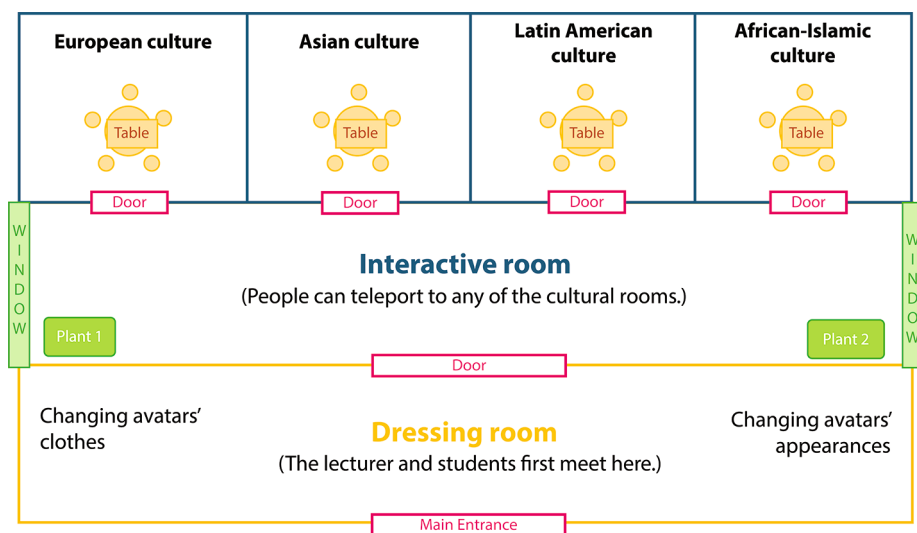 European culture
Asian culture
Latin American
culture
African-Islamic
culture
Table
Table
Table
Table
Door
Door
Door
Door
WINDOW
WINDOW
Interactive room
(People can teleport to any of the cultural rooms.)
Plant 1
Plant 2
Door
Changing avatars’
clothes
Dressing room
(The lecturer and students first meet here.)
Changing avatars’
appearances
Main Entrance